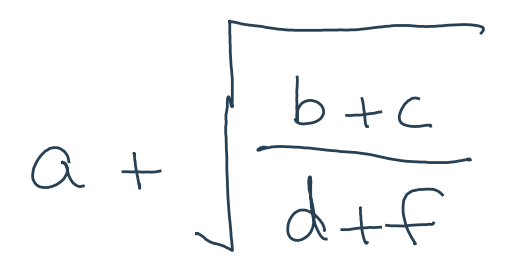 a + √((b + c)/(d + f))